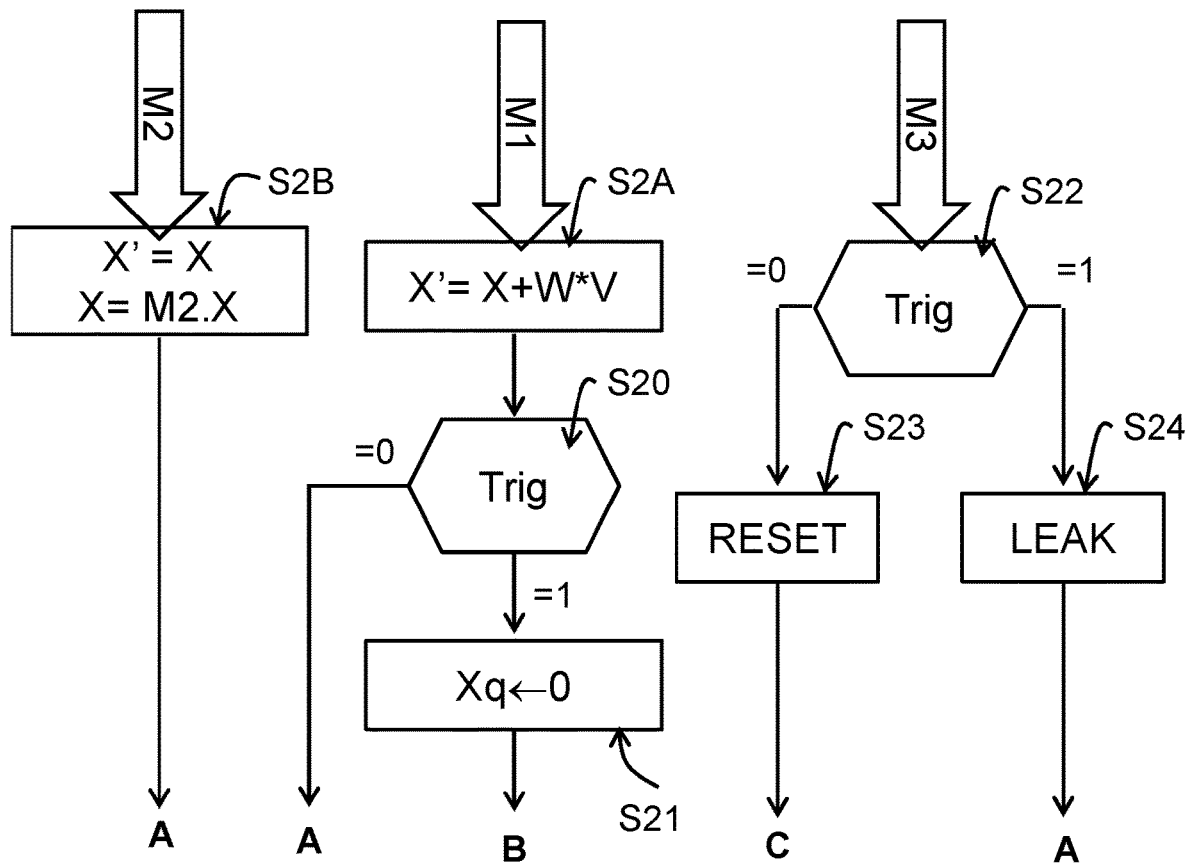 M2
M1
M3
S2B
S2A
S22
X' = X
X= M2.X
X'= X+W*V
=0
=1
Trig
S20
=0
Trig
S23
S24
RESET
LEAK
=1
Xq←0
S21
A
A
B
C
A